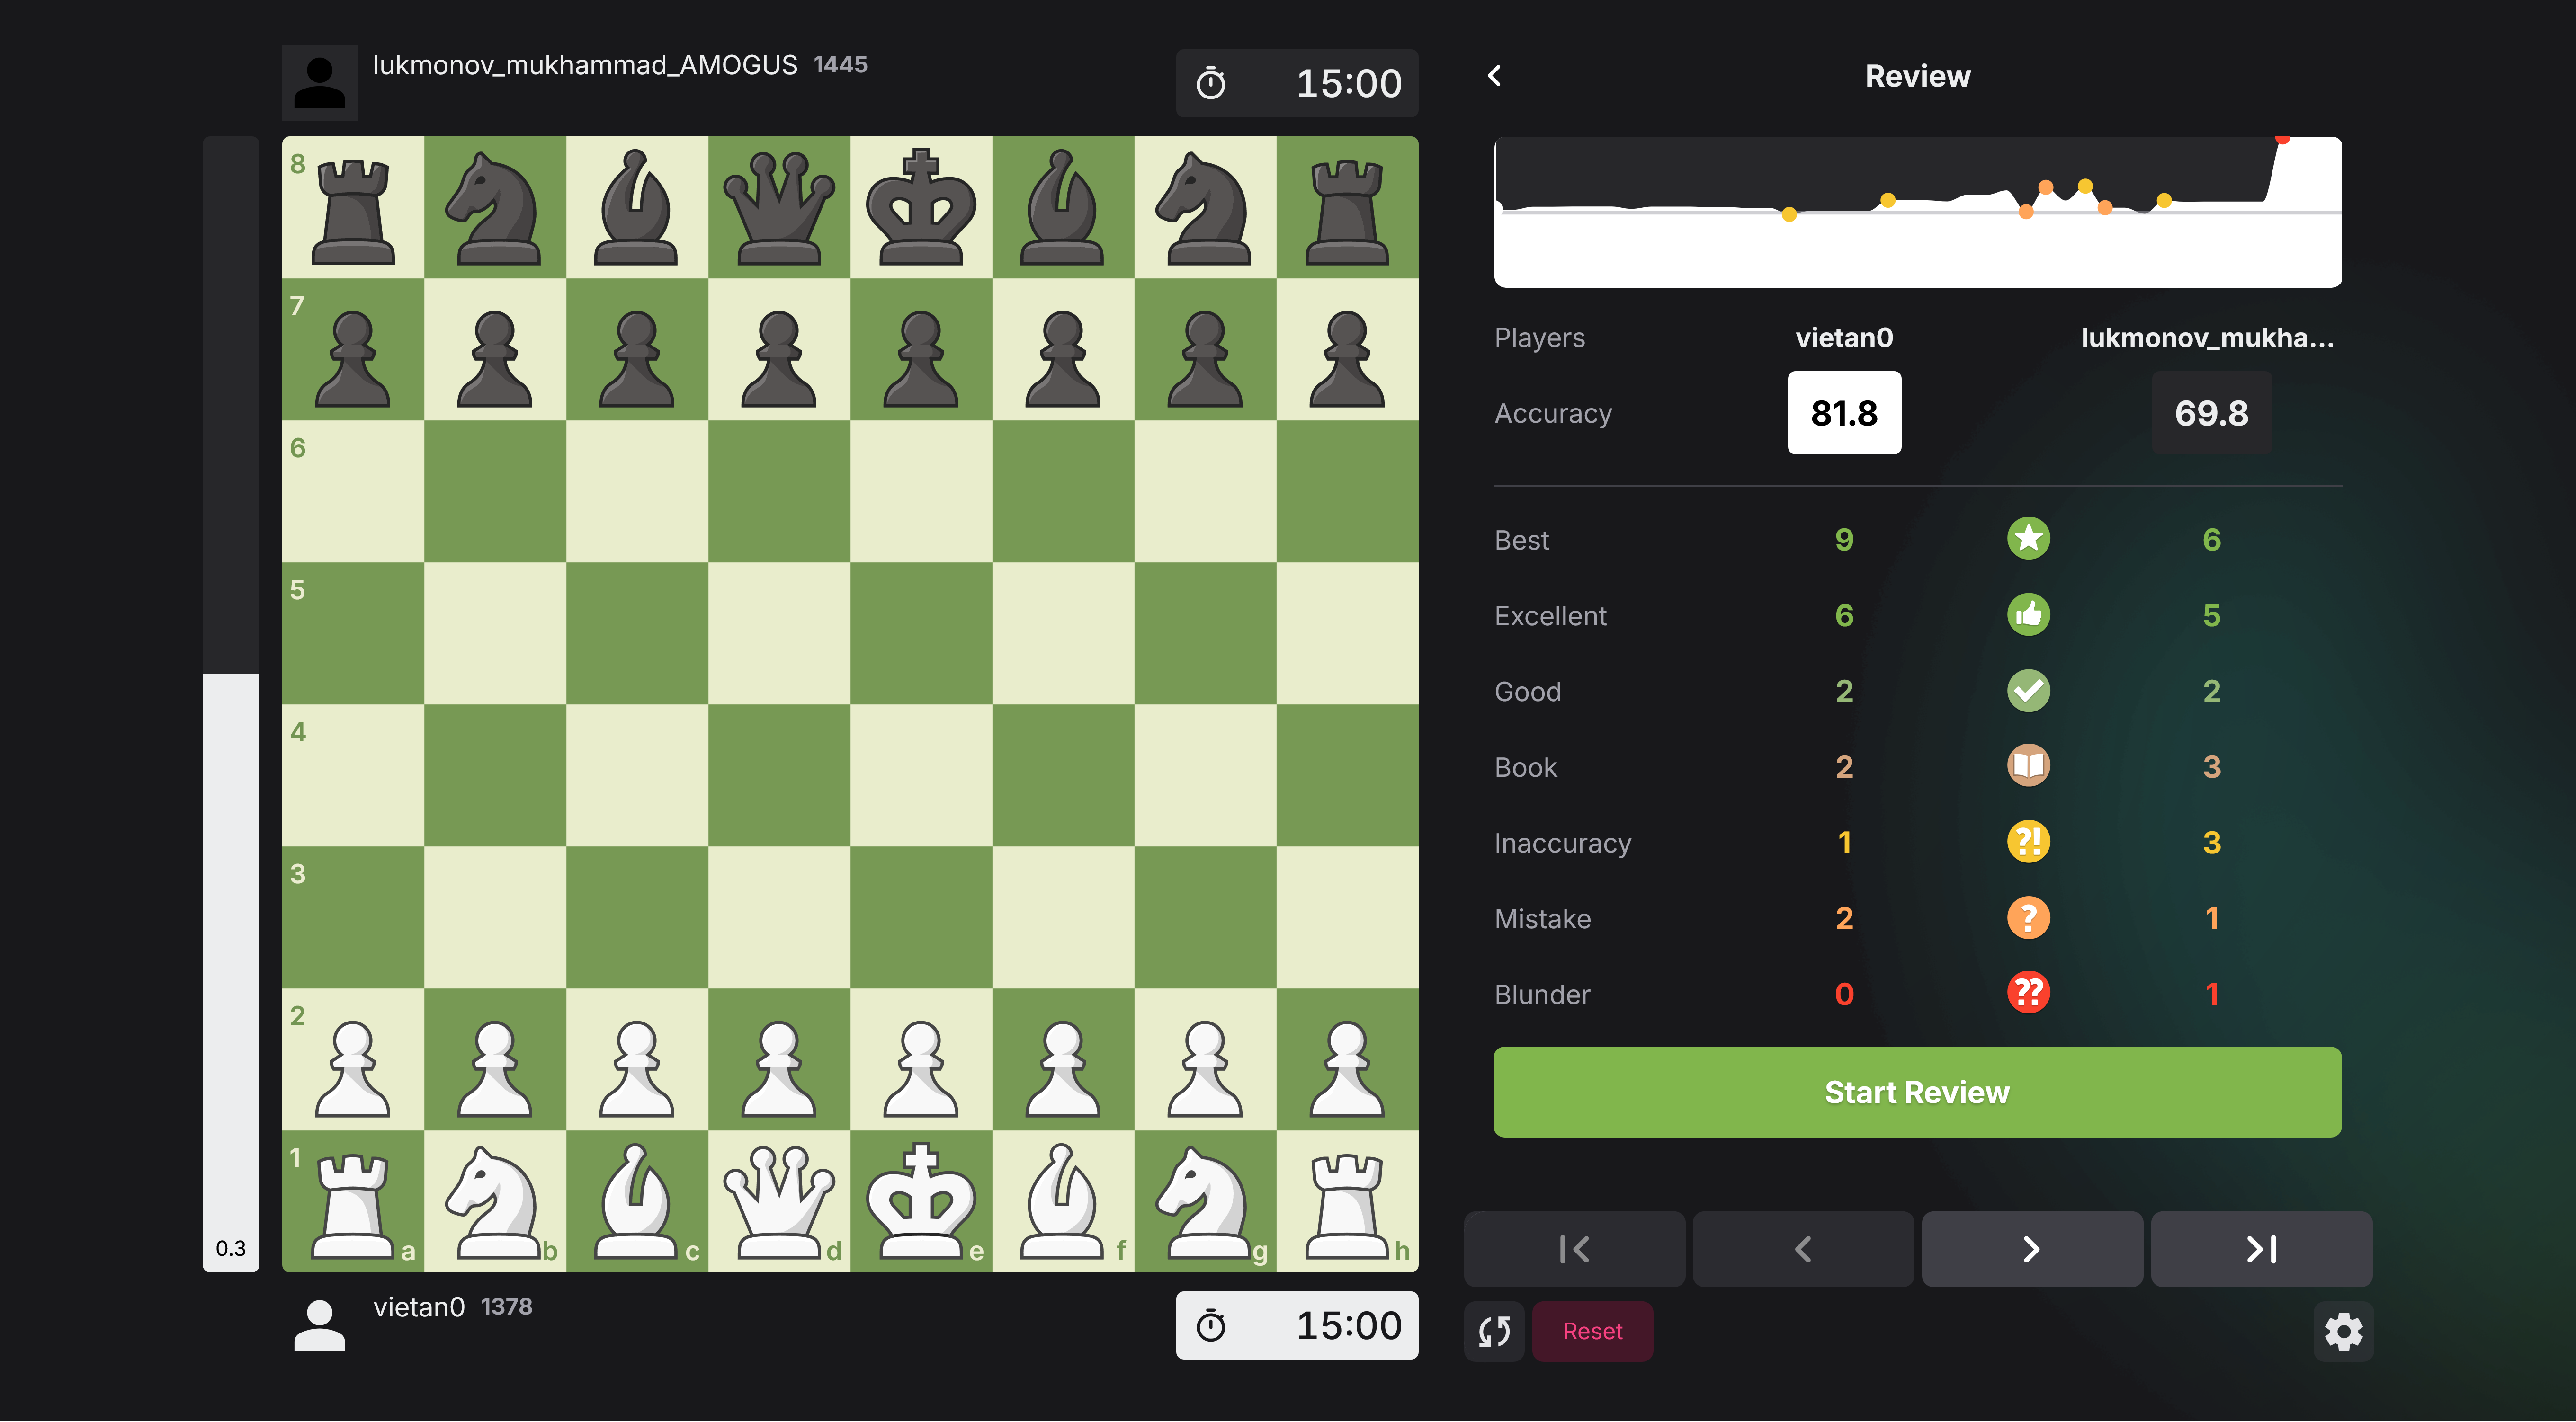 lukmonov_mukhammad_AMOGUS 1445
15:00
8
7
6
5
4
3
2
1
a b c d e f g h
0.3
vietan0 1378
15:00
Review
Players vietan0 lukmonov_mukha...
Accuracy 81.8 69.8
Best 9 6
Excellent 6 5
Good 2 2
Book 2 3
Inaccuracy 1 ?! 3
Mistake 2 ? 1
Blunder 0 ?? 1
Start Review
Reset